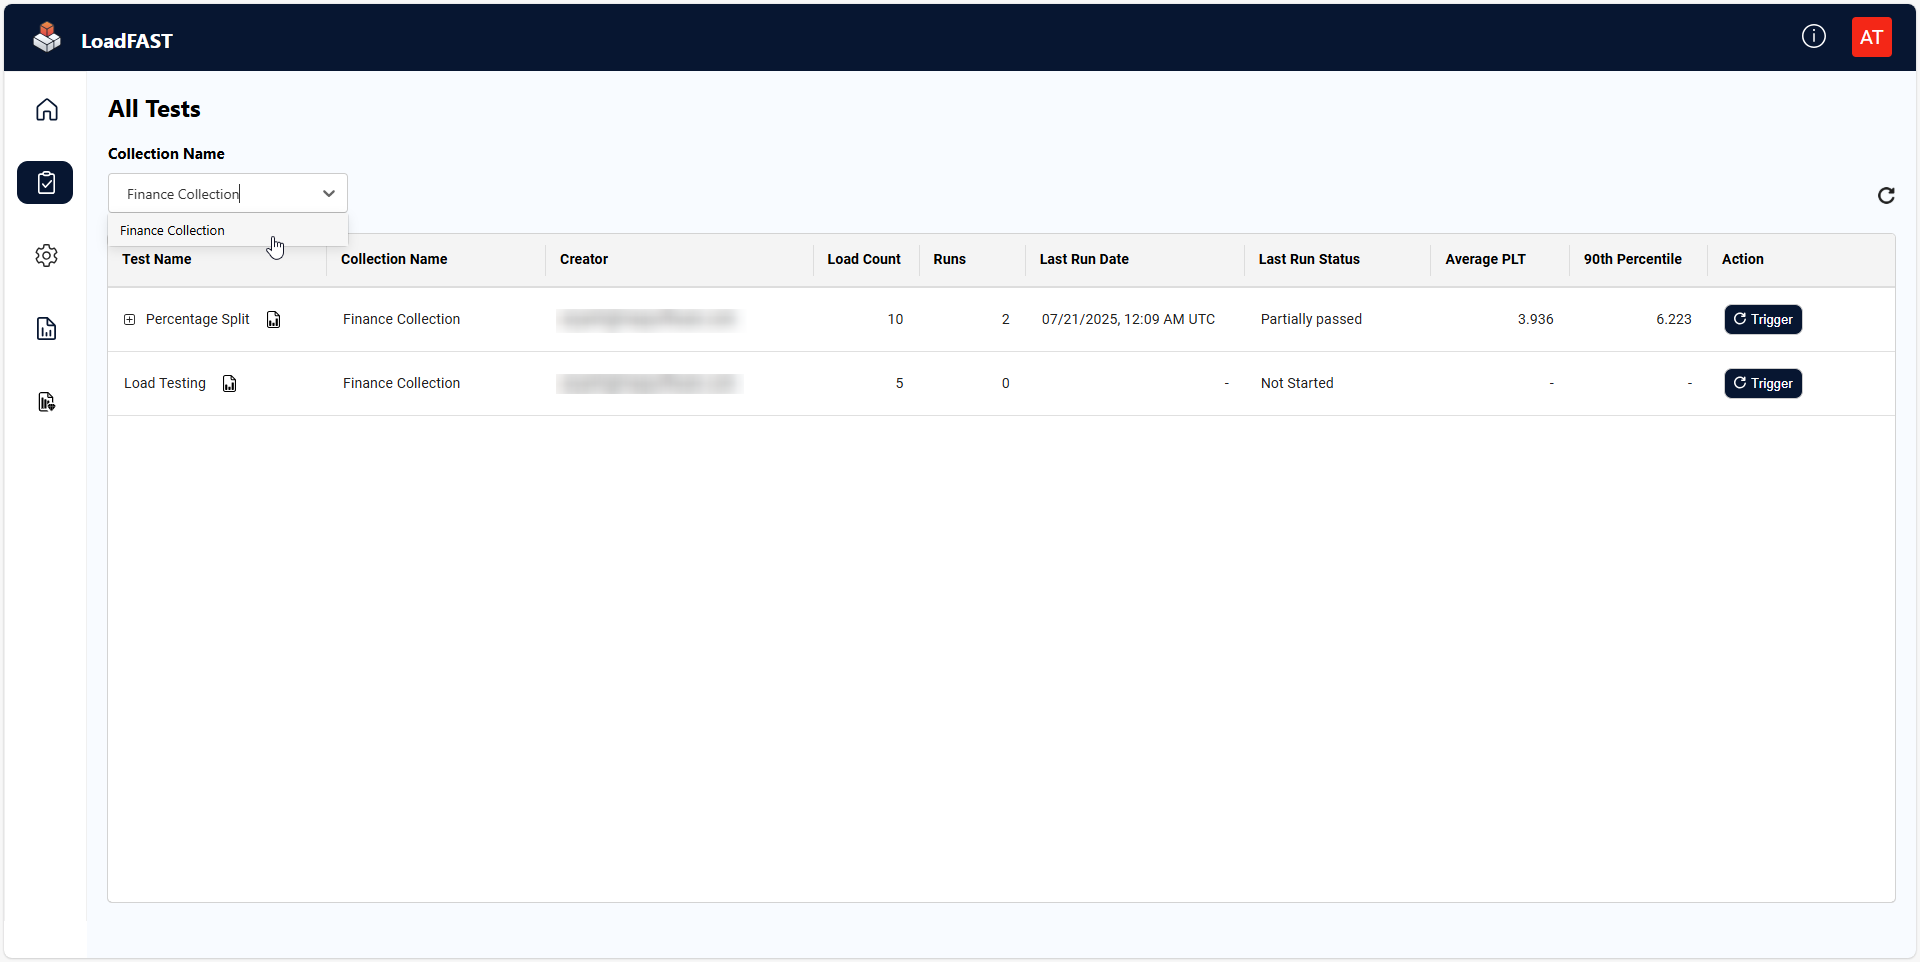 LoadFAST
AT
All Tests
Collection Name
Finance Collection
Finance Collection
Test Name Collection Name Creator Load Count Runs Last Run Date Last Run Status Average PLT 90th Percentile Action
Percentage Split Finance Collection 10 2 07/21/2025, 12:09 AM UTC Partially passed 3.936 6.223 Trigger
Load Testing Finance Collection 5 0 - Not Started - - Trigger